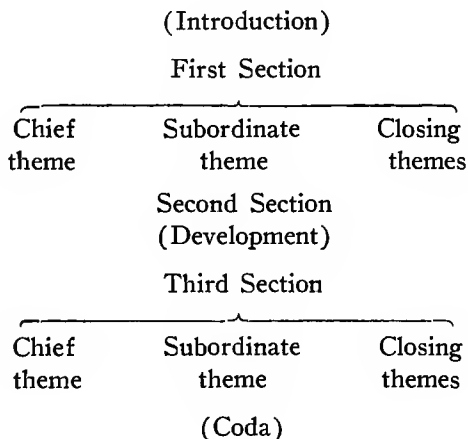 (Introduction)
First Section
Chief Subordinate Closing
theme theme themes
Second Section
(Development)
Third Section
Chief Subordinate Closing
theme theme themes
(Coda)